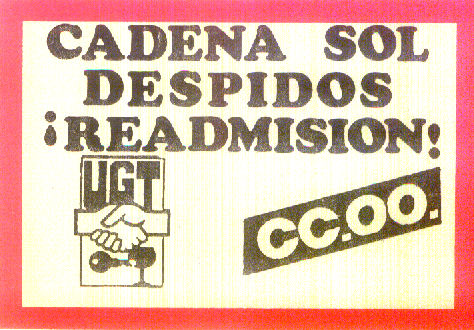 CADENA SOL
DESPIDOS
¡READMISION!
UGT
CC.OO.